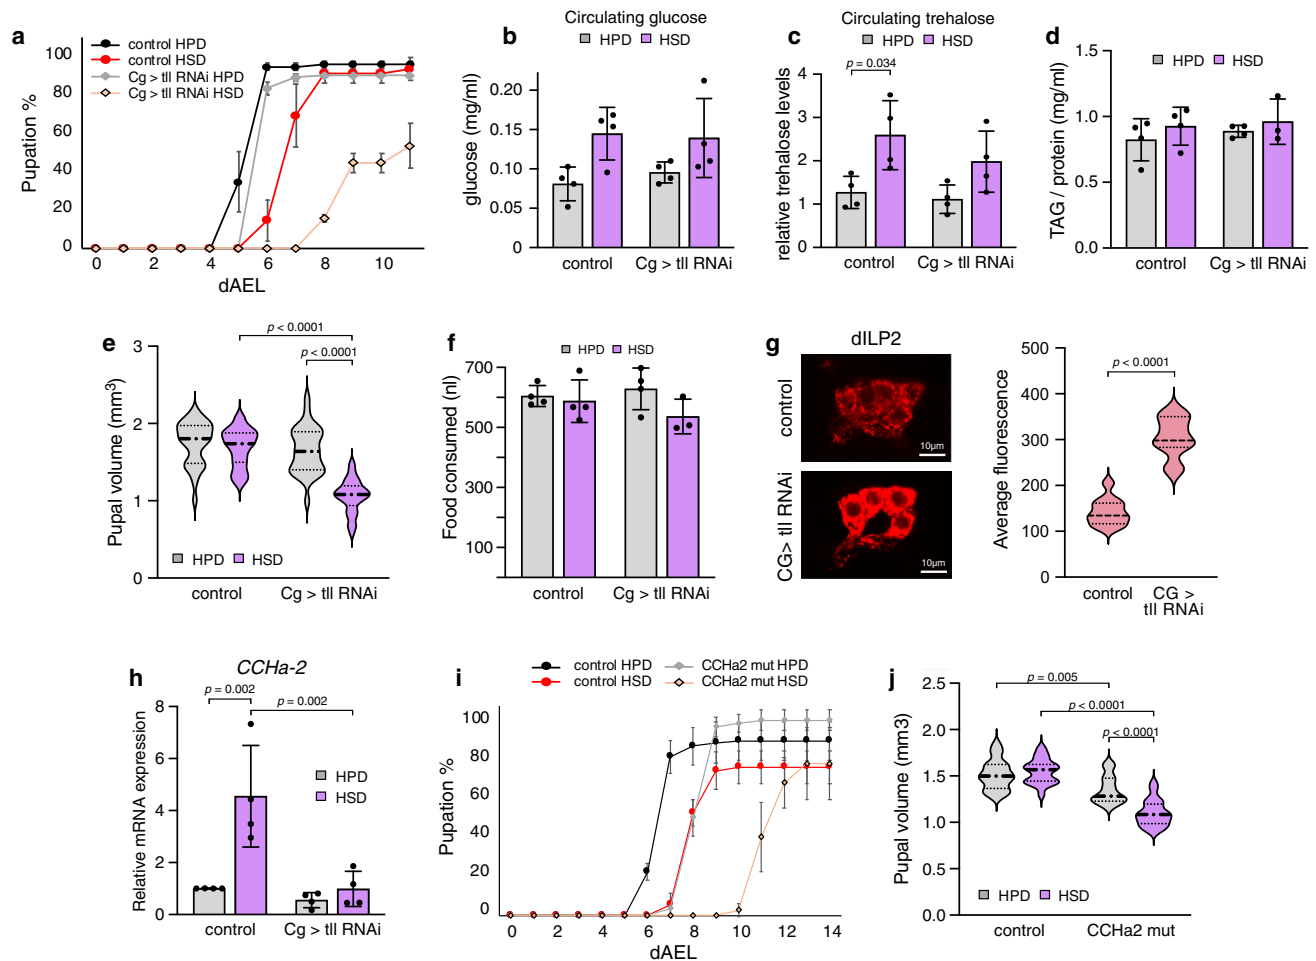 a
control HPD
control HSD
Cg > tll RNAi HPD
Cg > tll RNAi HSD
Pupation %
100
80
60
40
20
0
0 2 4 6 8 10
dAEL
b
Circulating glucose
HPD HSD
glucose (mg/ml)
0.20
0.15
0.10
0.05
0
control Cg > tll RNAi
c
Circulating trehalose
HPD HSD
p = 0.034
relative trehalose levels
4
3
2
1
0
control Cg > tll RNAi
d
HPD HSD
TAG / protein (mg/ml)
1.5
1.0
0.5
0.0
control Cg > tll RNAi
e
p < 0.0001
p < 0.0001
Pupal volume (mm³)
3
2
1
0
HPD HSD
control Cg > tll RNAi
f
HPD HSD
Food consumed (nl)
700
500
300
100
control Cg > tll RNAi
g
dILP2
control
10µm
CG> tll RNAi
10µm
Average fluorescence
p < 0.0001
500
400
300
200
100
0
control CG >
tll RNAi
h
CCHa-2
p = 0.002
p = 0.002
Relative mRNA expression
8
6
4
2
0
HPD
HSD
control Cg > tll RNAi
i
control HPD CCHa2 mut HPD
control HSD CCHa2 mut HSD
Pupation %
100
80
60
40
20
0
0 2 4 6 8 10 12 14
dAEL
j
p = 0.005
p < 0.0001
p < 0.0001
Pupal volume (mm3)
2.5
2.0
1.5
1.0
0.5
0.0
HPD HSD
control CCHa2 mut